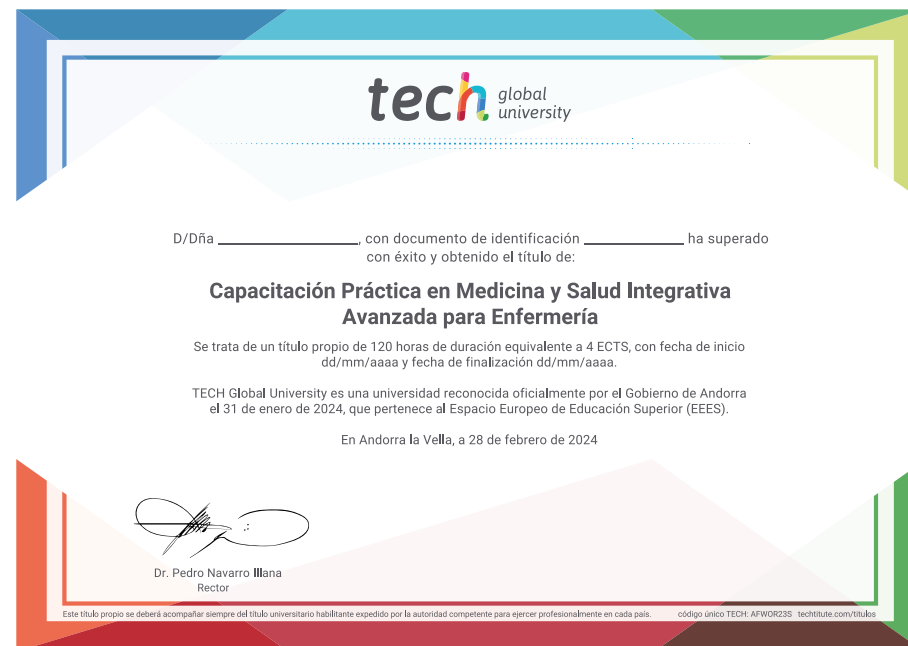 tech global university
D/Dña ________________, con documento de identificación ____________ ha superado
con éxito y obtenido el título de:
Capacitación Práctica en Medicina y Salud Integrativa
Avanzada para Enfermería
Se trata de un título propio de 120 horas de duración equivalente a 4 ECTS, con fecha de inicio
dd/mm/aaaa y fecha de finalización dd/mm/aaaa.
TECH Global University es una universidad reconocida oficialmente por el Gobierno de Andorra
el 31 de enero de 2024, que pertenece al Espacio Europeo de Educación Superior (EEES).
En Andorra la Vella, a 28 de febrero de 2024
Dr. Pedro Navarro Illana
Rector
Este título propio se deberá acompañar siempre del título universitario habilitante expedido por la autoridad competente para ejercer profesionalmente en cada país. código único TECH: AFWOR23S techtitute.com/titulos